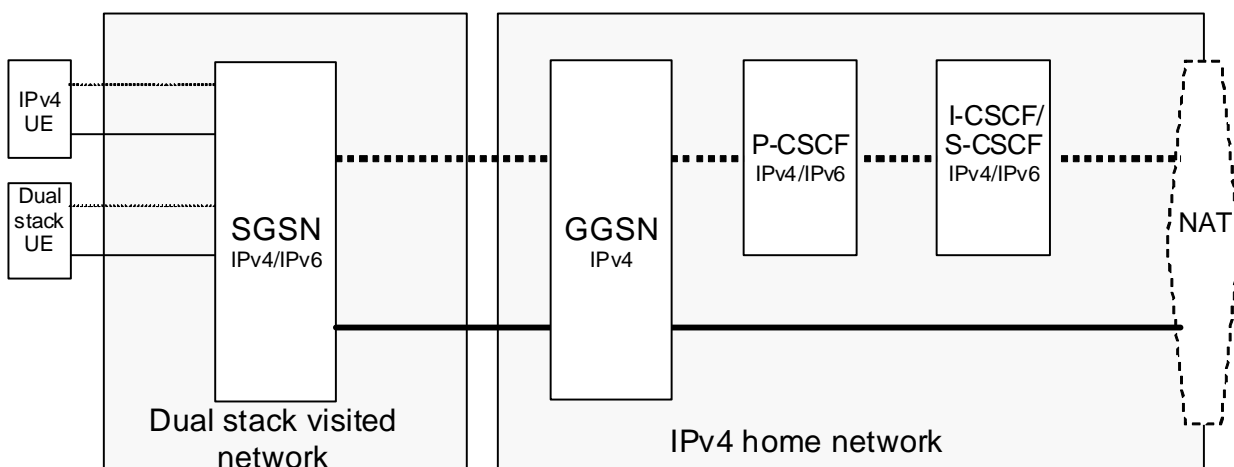 IPv4
UE
Dual
stack
UE
SGSN
IPv4/IPv6
GGSN
IPv4
P-CSCF
IPv4/IPv6
I-CSCF/
S-CSCF
IPv4/IPv6
NAT
Dual stack visited
network
IPv4 home network